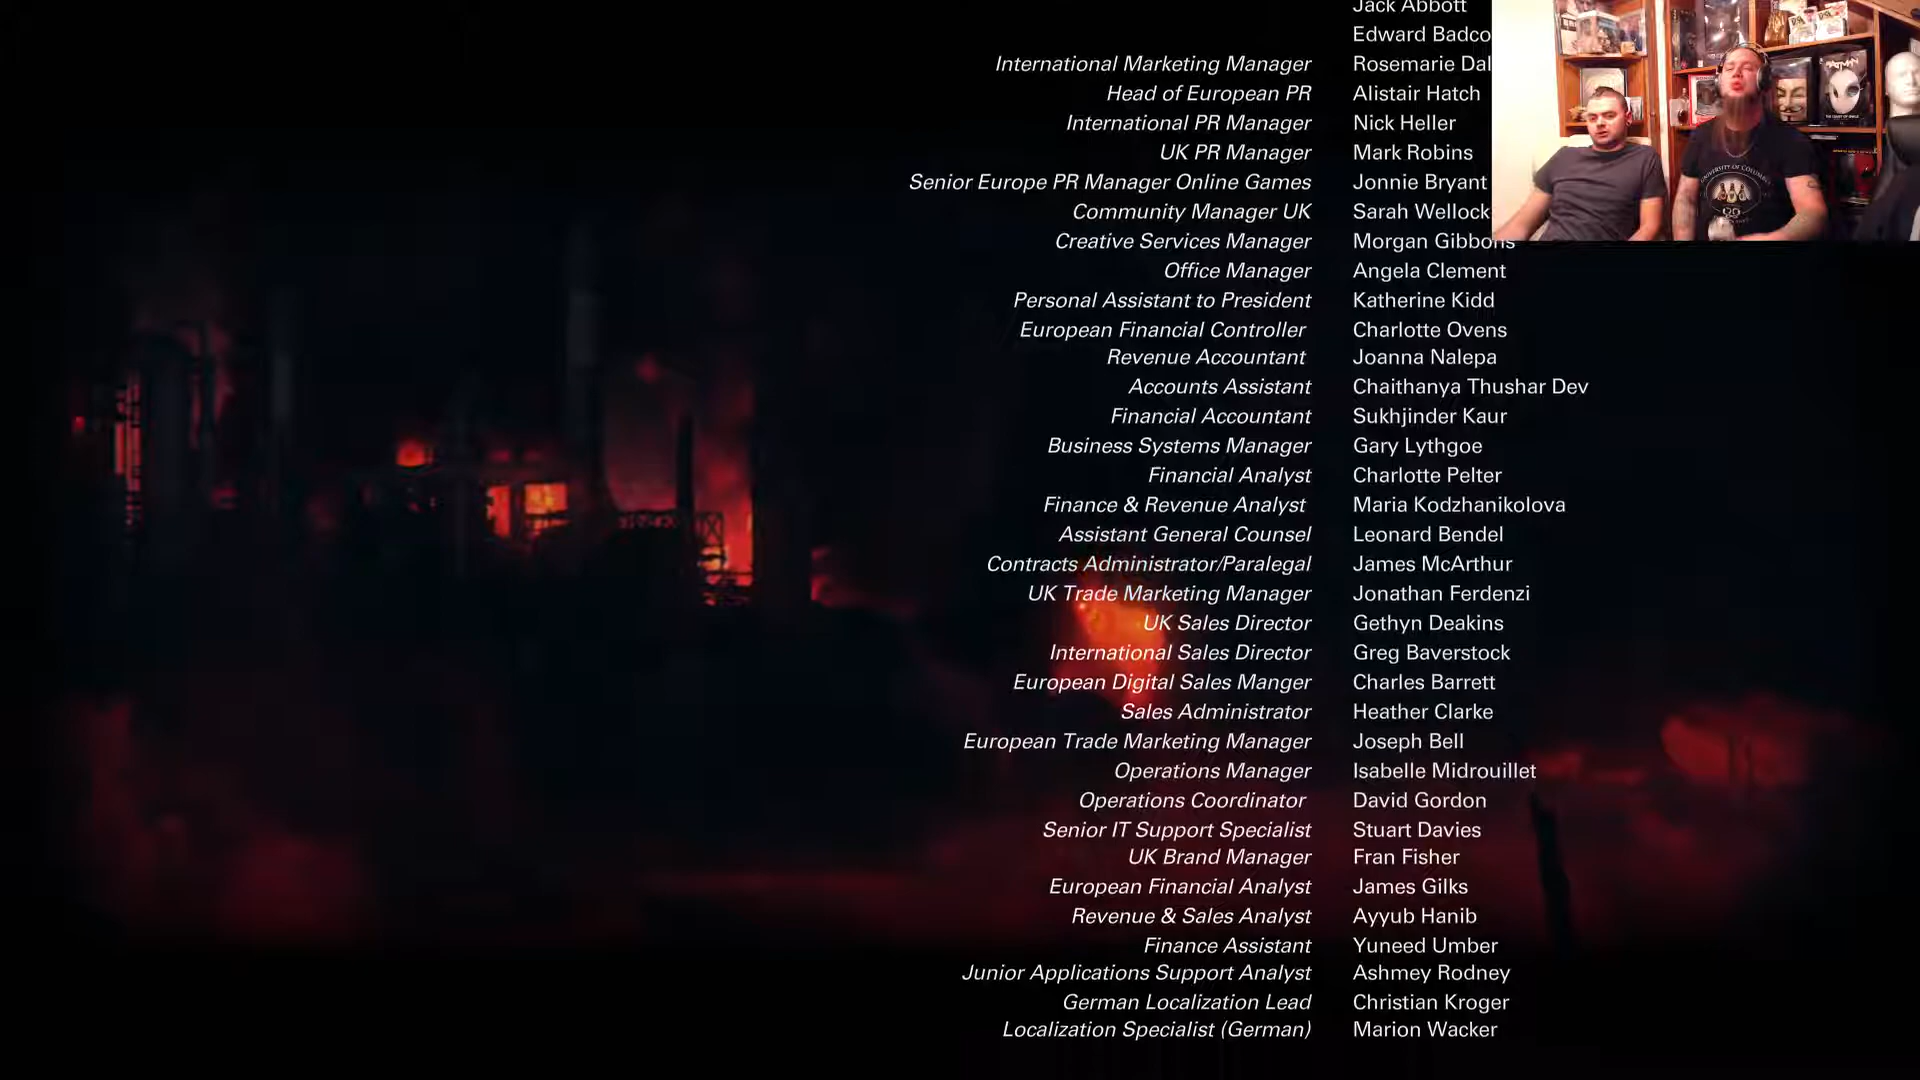 Jack Abbott
Edward Badco
International Marketing Manager Rosemarie Dal
Head of European PR Alistair Hatch
International PR Manager Nick Heller
UK PR Manager Mark Robins
Senior Europe PR Manager Online Games Jonnie Bryant
Community Manager UK Sarah Wellock
Creative Services Manager Morgan Gibbons
Office Manager Angela Clement
Personal Assistant to President Katherine Kidd
European Financial Controller Charlotte Ovens
Revenue Accountant Joanna Nalepa
Accounts Assistant Chaithanya Thushar Dev
Financial Accountant Sukhjinder Kaur
Business Systems Manager Gary Lythgoe
Financial Analyst Charlotte Pelter
Finance & Revenue Analyst Maria Kodzhanikolova
Assistant General Counsel Leonard Bendel
Contracts Administrator/Paralegal James McArthur
UK Trade Marketing Manager Jonathan Ferdenzi
UK Sales Director Gethyn Deakins
International Sales Director Greg Baverstock
European Digital Sales Manger Charles Barrett
Sales Administrator Heather Clarke
European Trade Marketing Manager Joseph Bell
Operations Manager Isabelle Midrouillet
Operations Coordinator David Gordon
Senior IT Support Specialist Stuart Davies
UK Brand Manager Fran Fisher
European Financial Analyst James Gilks
Revenue & Sales Analyst Ayyub Hanib
Finance Assistant Yuneed Umber
Junior Applications Support Analyst Ashmey Rodney
German Localization Lead Christian Kroger
Localization Specialist (German) Marion Wacker
BATMAN
UNIVERSITY OF